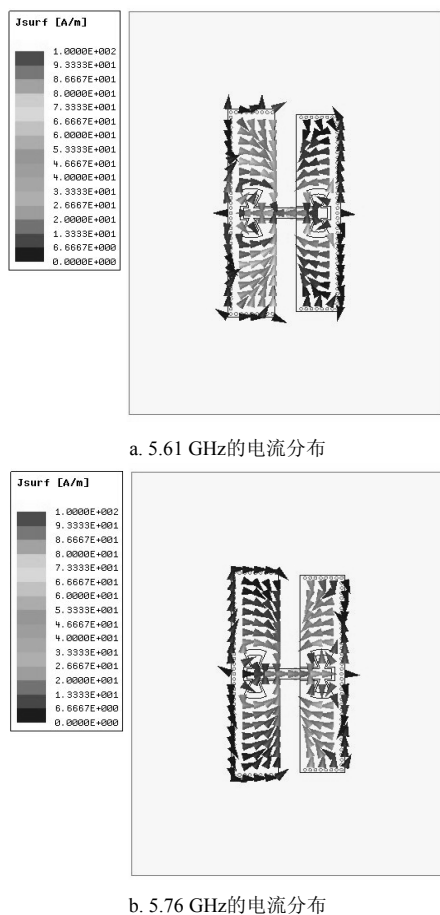 Jsurf [A/m]
1.0000E+002
9.3333E+001
8.6667E+001
8.0000E+001
7.3333E+001
6.6667E+001
6.0000E+001
5.3333E+001
4.6667E+001
4.0000E+001
3.3333E+001
2.6667E+001
2.0000E+001
1.3333E+001
6.6667E+000
0.0000E+000
a. 5.61 GHz的电流分布
Jsurf [A/m]
1.0000E+002
9.3333E+001
8.6667E+001
8.0000E+001
7.3333E+001
6.6667E+001
6.0000E+001
5.3333E+001
4.6667E+001
4.0000E+001
3.3333E+001
2.6667E+001
2.0000E+001
1.3333E+001
6.6667E+000
0.0000E+000
b. 5.76 GHz的电流分布